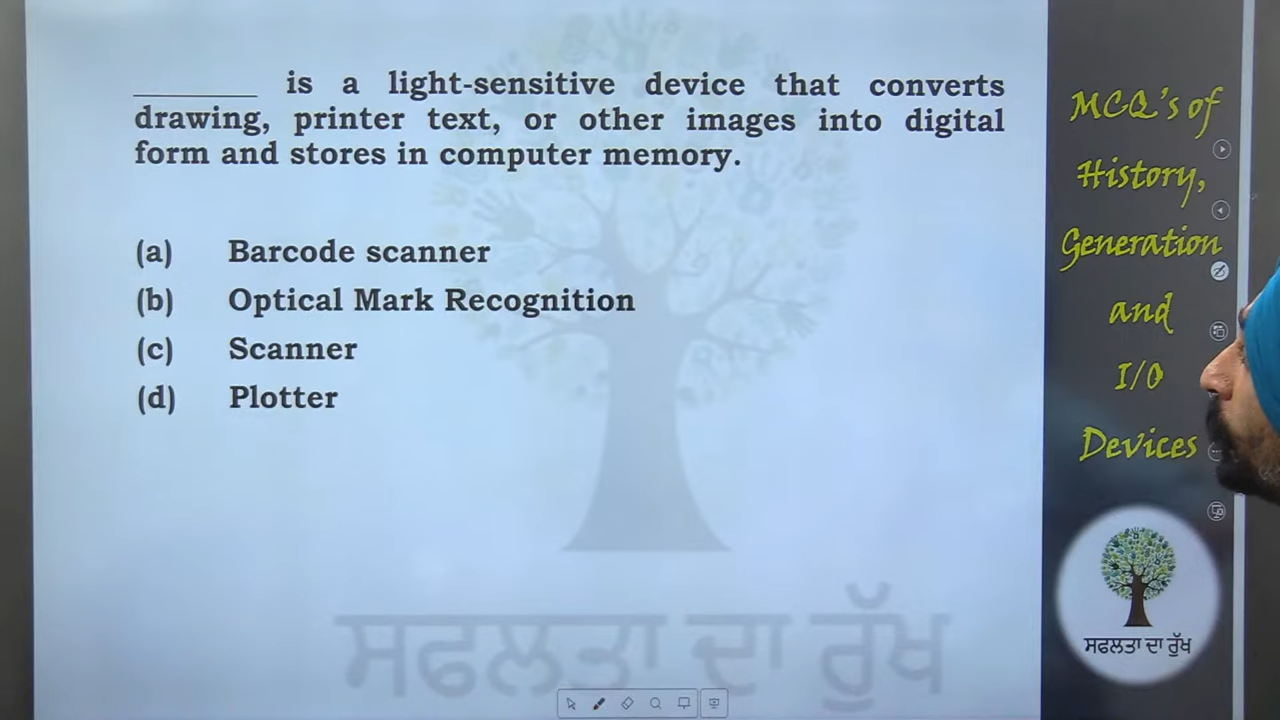 ________ is a light-sensitive device that converts
drawing, printer text, or other images into digital
form and stores in computer memory.
(a) Barcode scanner
(b) Optical Mark Recognition
(c) Scanner
(d) Plotter
ਸਫਲਤਾ ਦਾ ਰੁੱਖ
MCQ's of
History,
Generation
and
I/O
Devices
ਸਫਲਤਾ ਦਾ ਰੁੱਖ